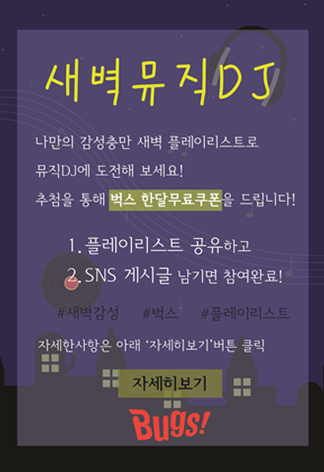 새벽뮤직DJ
나만의 감성충만 새벽 플레이리스트로
뮤직DJ에 도전해 보세요!
추첨을 통해 벅스 한달무료쿠폰을 드립니다!
1. 플레이리스트 공유하고
2. SNS 게시글 남기면 참여완료!
#새벽감성 #벅스 #플레이리스트
자세한사항은 아래 '자세히보기'버튼 클릭
자세히보기
Bugs!